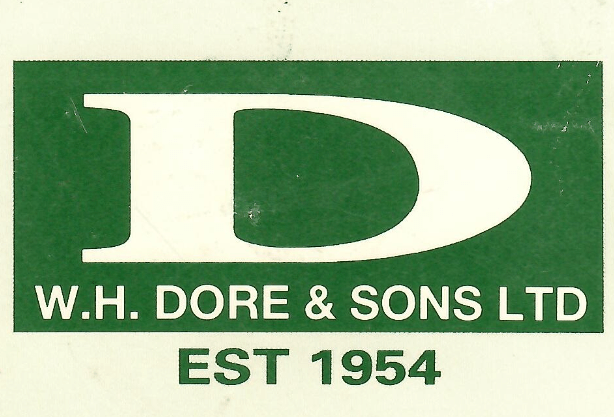 D
W.H. DORE & SONS LTD
EST 1954